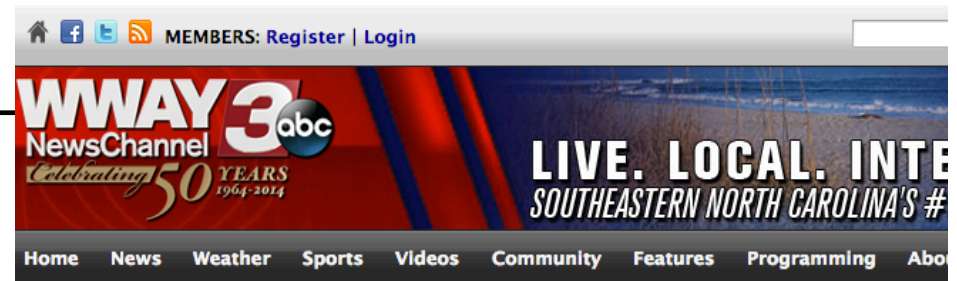 MEMBERS: Register | Login
WWAY 3 abc
NewsChannel
Celebrating 50 YEARS
1964-2014
LIVE. LOCAL. INTE
SOUTHEASTERN NORTH CAROLINA'S #
Home News Weather Sports Videos Community Features Programming Abou